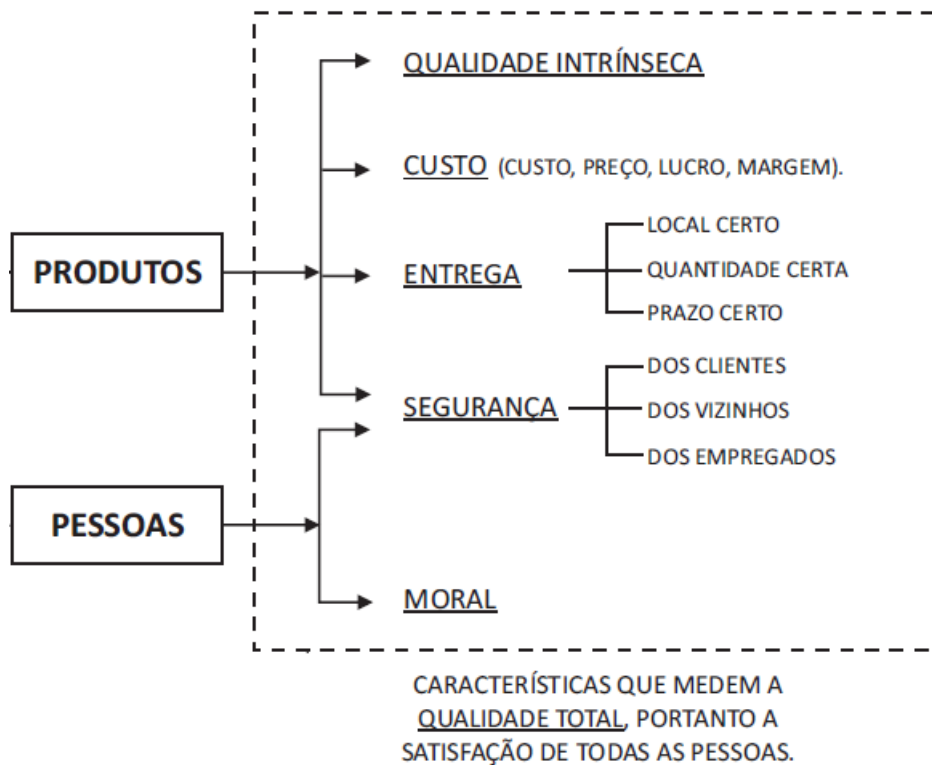 QUALIDADE INTRÍNSECA
CUSTO (CUSTO, PREÇO, LUCRO, MARGEM).
PRODUTOS
ENTREGA
LOCAL CERTO
QUANTIDADE CERTA
PRAZO CERTO
SEGURANÇA
DOS CLIENTES
DOS VIZINHOS
DOS EMPREGADOS
PESSOAS
MORAL
CARACTERÍSTICAS QUE MEDEM A
QUALIDADE TOTAL, PORTANTO A
SATISFAÇÃO DE TODAS AS PESSOAS.